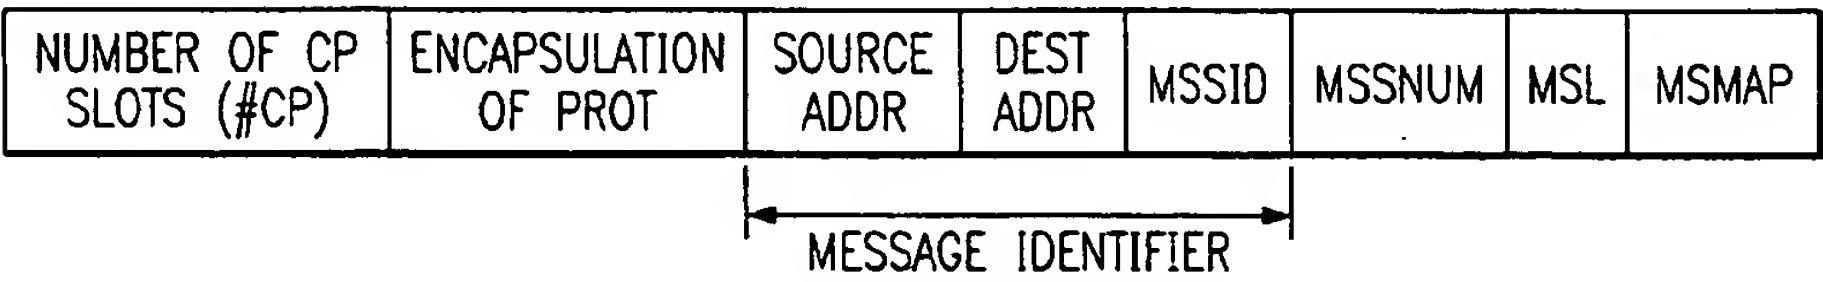 NUMBER OF CP
SLOTS (#CP)
ENCAPSULATION
OF PROT
SOURCE
ADDR
DEST
ADDR
MSSID
MSSNUM
MSL
MSMAP
MESSAGE IDENTIFIER